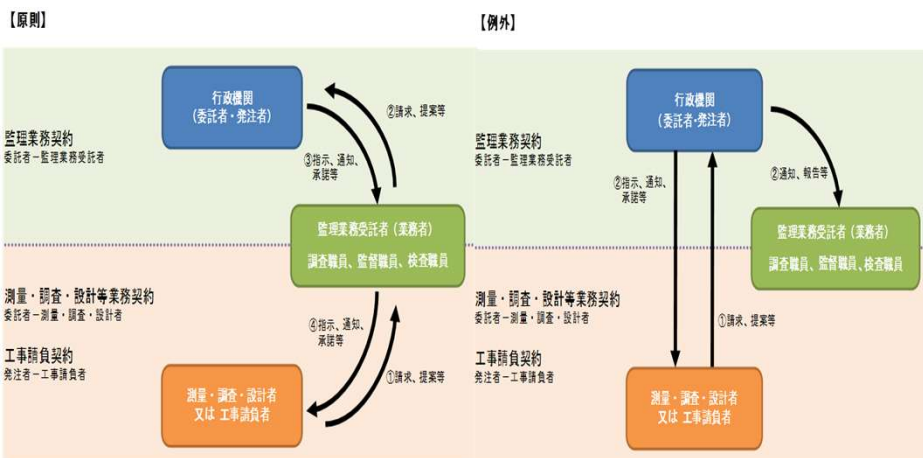 【原則】
行政機関
(委託者・発注者)
②請求、提案等
監理業務契約
委託者－監理業務受託者
③指示、通知、
承諾等
監理業務受託者（業務者）
調査職員、監督職員、検査職員
測量・調査・設計等業務契約
委託者－測量・調査・設計者
④指示、通知、
承諾等
工事請負契約
発注者－工事請負者
①請求、提案等
測量・調査・設計者
又は 工事請負者
【例外】
行政機関
(委託者・発注者)
監理業務契約
委託者－監理業務受託者
②指示、通知、
承諾等
②通知、報告等
監理業務受託者（業務者）
調査職員、監督職員、検査職員
測量・調査・設計等業務契約
委託者－測量・調査・設計者
①請求、提案等
工事請負契約
発注者－工事請負者
測量・調査・設計者
又は 工事請負者